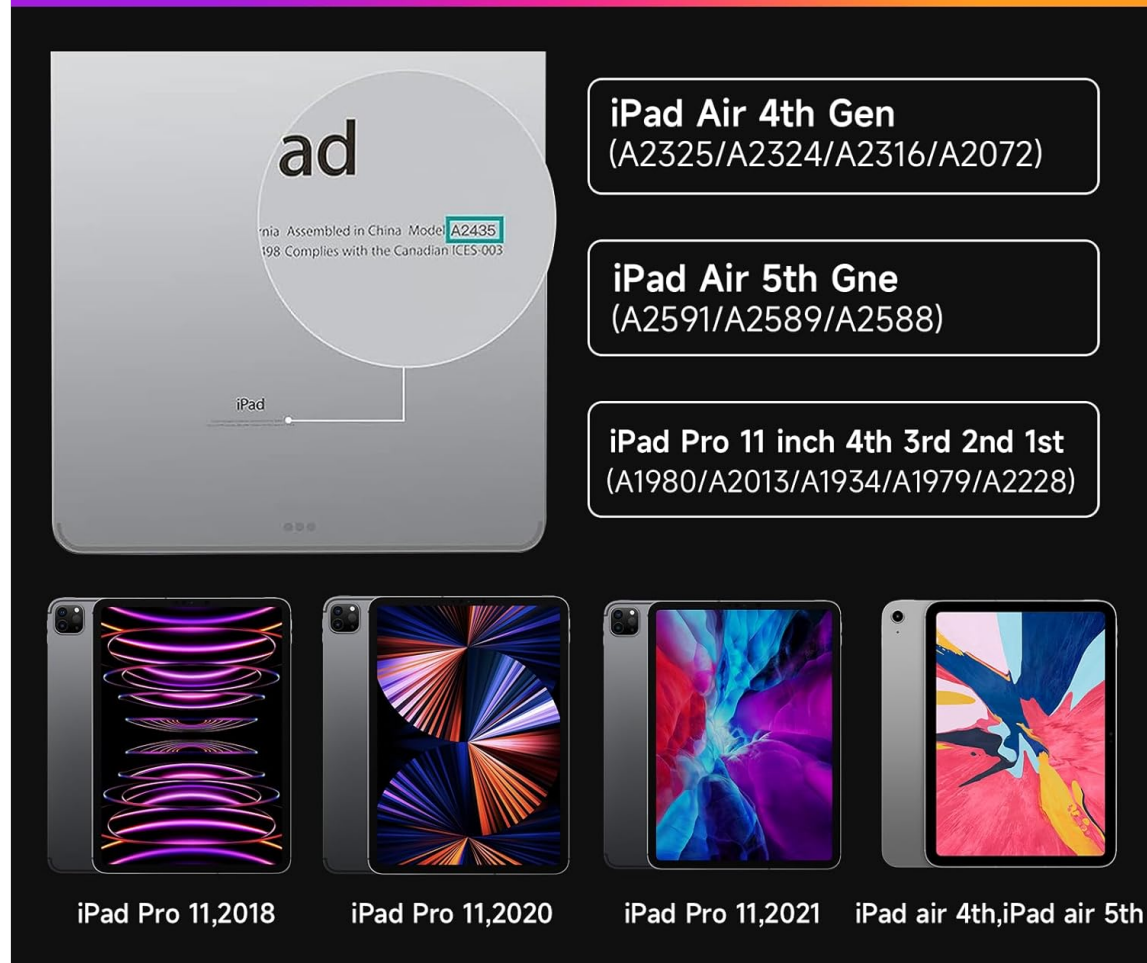 ad
rnia Assembled in China Model A2435
498 Complies with the Canadian ICES-003
iPad
iPad Air 4th Gen
(A2325/A2324/A2316/A2072)
iPad Air 5th Gne
(A2591/A2589/A2588)
iPad Pro 11 inch 4th 3rd 2nd 1st
(A1980/A2013/A1934/A1979/A2228)
iPad Pro 11,2018
iPad Pro 11,2020
iPad Pro 11,2021
iPad air 4th,iPad air 5th